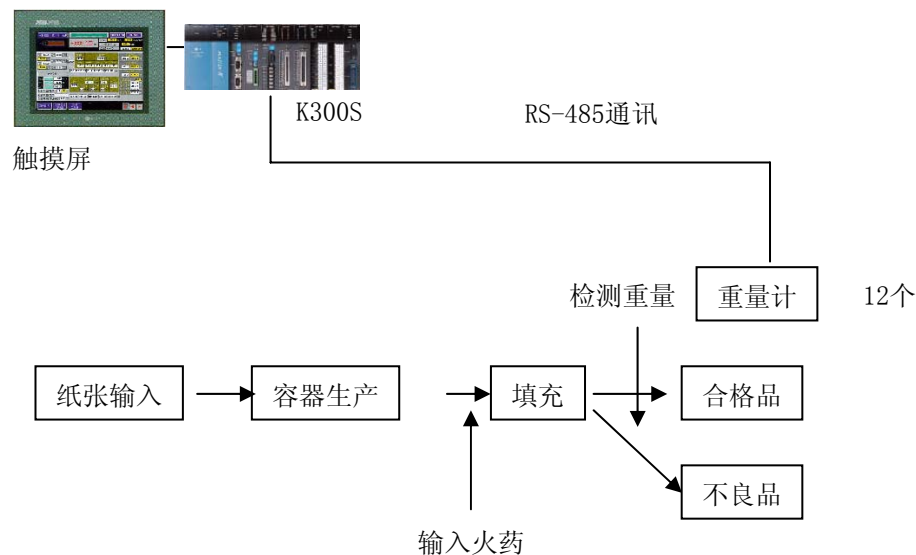 K300S
RS-485通讯
触摸屏
检测重量
重量计
12个
纸张输入
容器生产
填充
合格品
不良品
输入火药